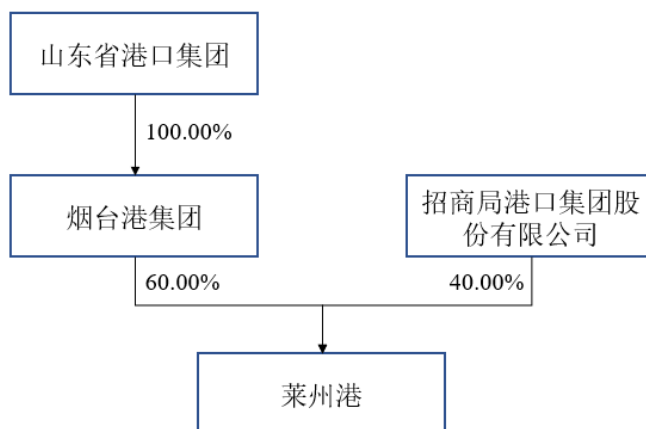 山东省港口集团
100.00%
烟台港集团
招商局港口集团股
份有限公司
60.00%
40.00%
莱州港